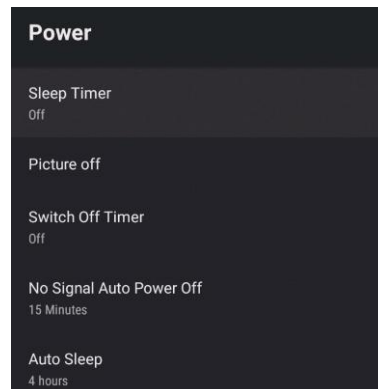 Power
Sleep Timer
Off
Picture off
Switch Off Timer
Off
No Signal Auto Power Off
15 Minutes
Auto Sleep
4 hours